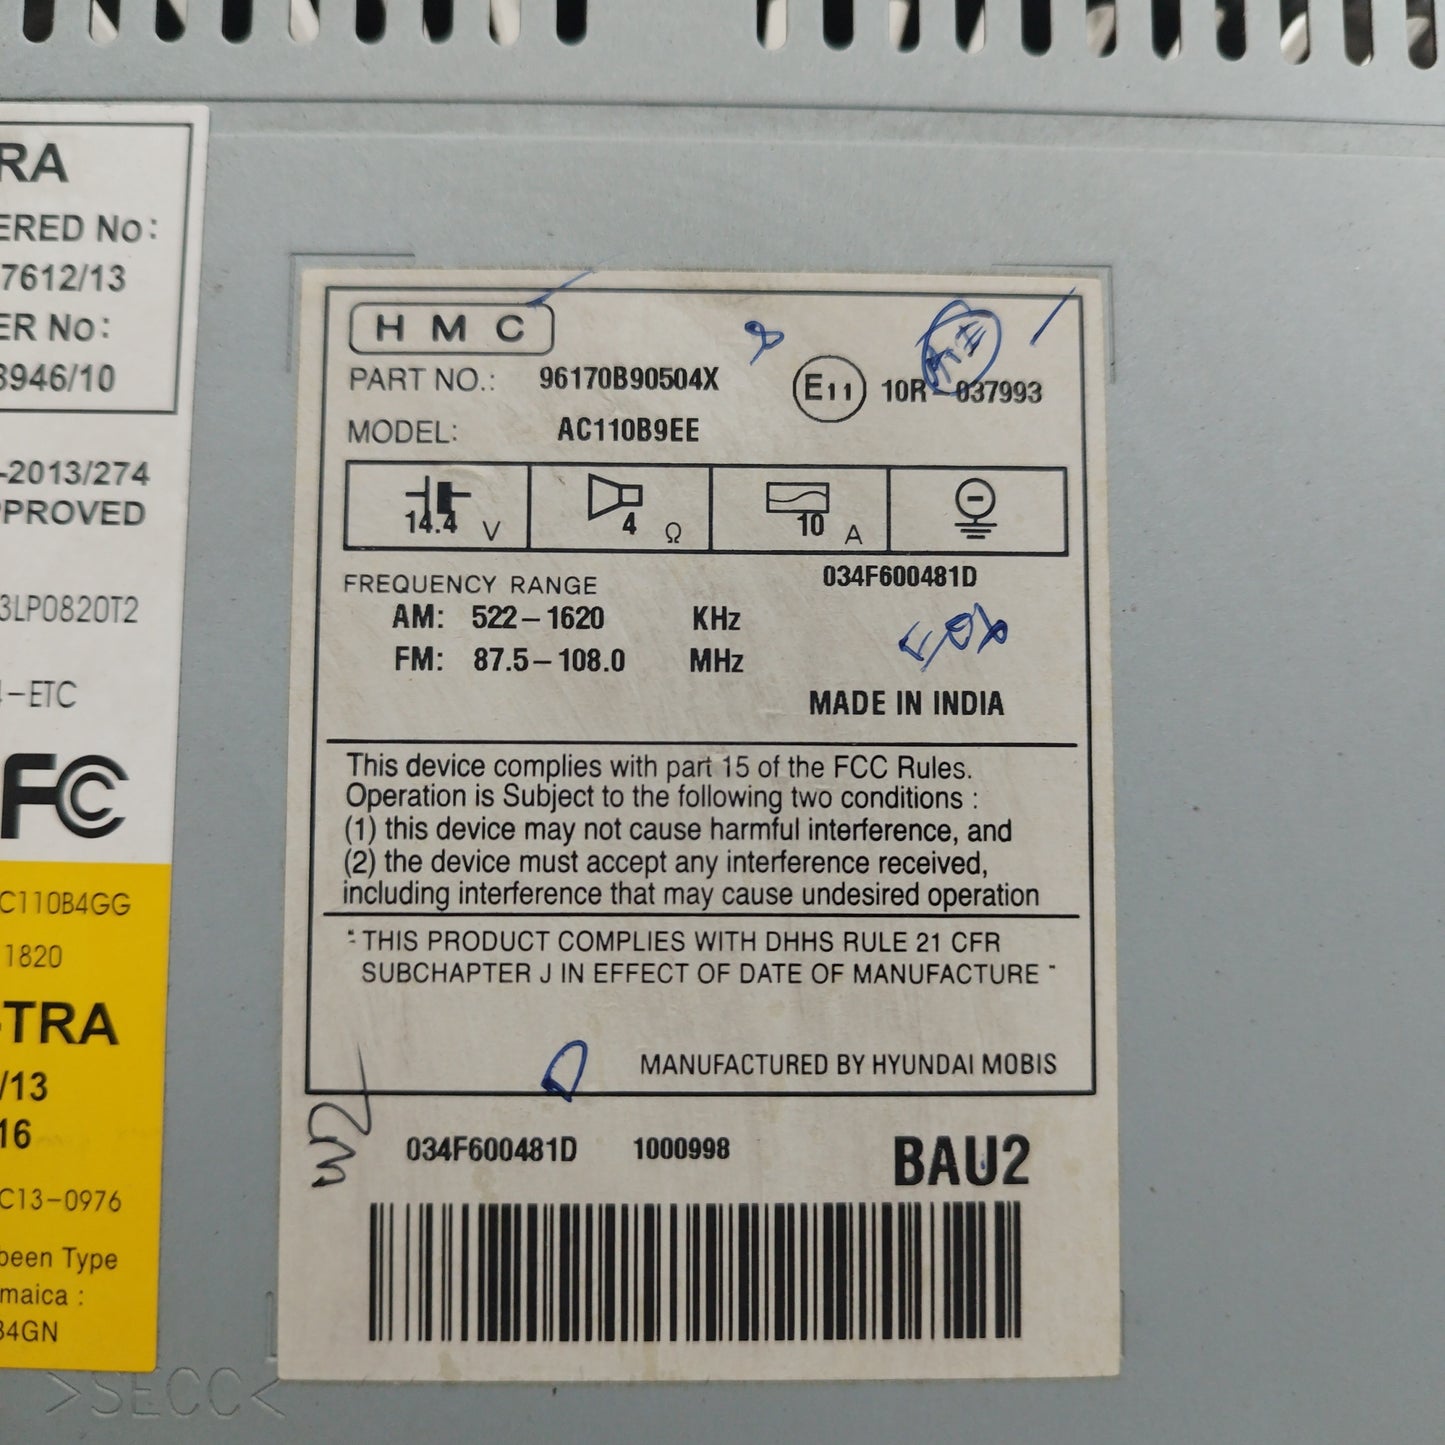 RA
ERED No:
7612/13
ER No:
3946/10
-2013/274
PPROVED
3LP0820T2
-ETC
FC
C110B4GG
1820
-TRA
/13
16
C13-0976
been Type
maica :
34GN
>SECC<
HMC
PART NO.: 96170B90504X
E11 10R-037993
MODEL: AC110B9EE
14.4 V 4 Ω 10 A
034F600481D
FREQUENCY RANGE
AM: 522-1620 KHz
FM: 87.5-108.0 MHz
MADE IN INDIA
This device complies with part 15 of the FCC Rules.
Operation is Subject to the following two conditions :
(1) this device may not cause harmful interference, and
(2) the device must accept any interference received,
including interference that may cause undesired operation
" THIS PRODUCT COMPLIES WITH DHHS RULE 21 CFR
SUBCHAPTER J IN EFFECT OF DATE OF MANUFACTURE "
MANUFACTURED BY HYUNDAI MOBIS
034F600481D 1000998 BAU2